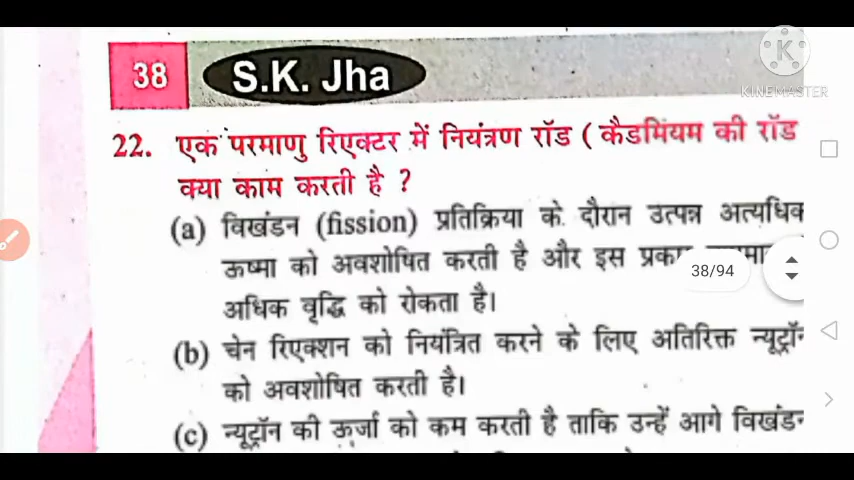 38 S.K. Jha
KINEMASTER
22. एक परमाणु रिएक्टर में नियंत्रण रॉड ( कैडमियम की रॉड
क्या काम करती है ?
(a) विखंडन (fission) प्रतिक्रिया के दौरान उत्पन्न अत्यधिक
ऊष्मा को अवशोषित करती है और इस प्रकार
38/94
अधिक वृद्धि को रोकता है।
(b) चेन रिएक्शन को नियंत्रित करने के लिए अतिरिक्त
को अवशोषित करती है।
(c) न्यूट्रॉन की ऊर्जा को कम करती है ताकि उन्हें आगे